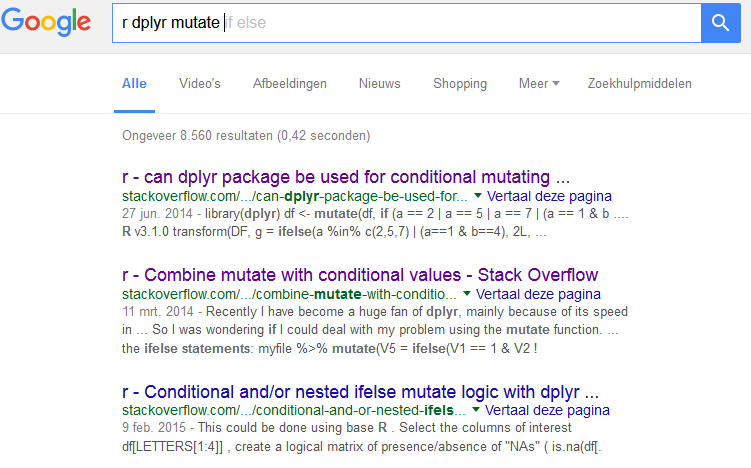 Google r dplyr mutate if else
Alle Video's Afbeeldingen Nieuws Shopping Meer Zoekhulpmiddelen
Ongeveer 8.560 resultaten (0,42 seconden)
r - can dplyr package be used for conditional mutating ...
stackoverflow.com/.../can-dplyr-package-be-used-for... Vertaal deze pagina
27 jun. 2014 - library(dplyr) df <- mutate(df, if (a == 2 | a == 5 | a == 7 | (a == 1 & b ....
R v3.1.0 transform(DF, g = ifelse(a %in% c(2,5,7) | (a==1 & b==4), 2L, ...
r - Combine mutate with conditional values - Stack Overflow
stackoverflow.com/.../combine-mutate-with-conditio... Vertaal deze pagina
11 mrt. 2014 - Recently I have become a huge fan of dplyr, mainly because of its speed
in ... So I was wondering if I could deal with my problem using the mutate function. ...
the ifelse statements: myfile %>% mutate(V5 = ifelse(V1 == 1 & V2 !
r - Conditional and/or nested ifelse mutate logic with dplyr ...
stackoverflow.com/.../conditional-and-or-nested-ifels... Vertaal deze pagina
9 feb. 2015 - This could be done using base R . Select the columns of interest
df[LETTERS[1:4]] , create a logical matrix of presence/absence of "NAs" ( is.na(df[.